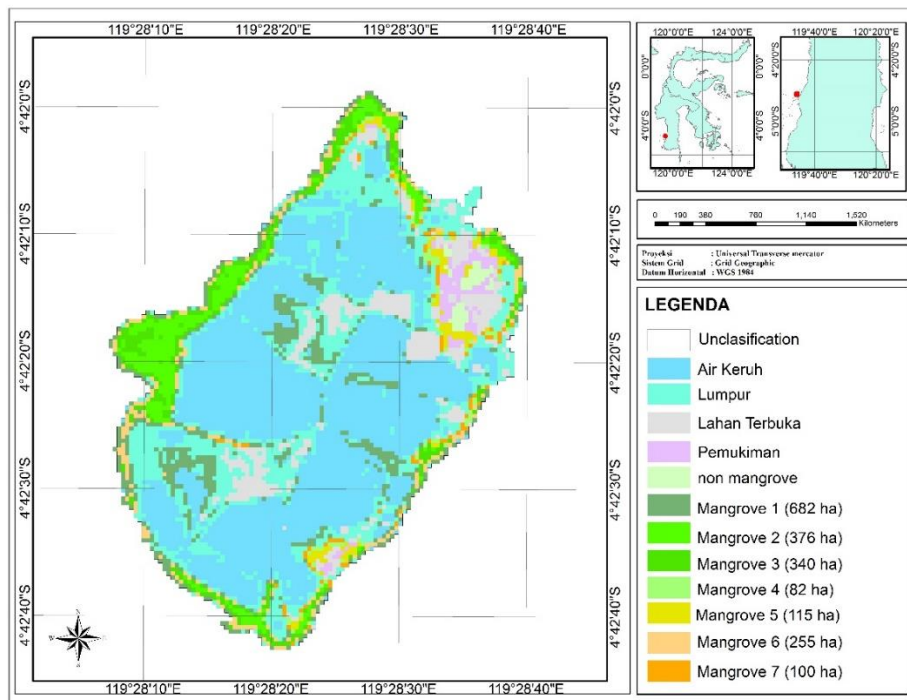 119°28'10"E 119°28'20"E 119°28'30"E 119°28'40"E
4°42'0"S
4°42'10"S
4°42'20"S
4°42'30"S
4°42'40"S
4°42'0"S
4°42'10"S
4°42'20"S
4°42'30"S
4°42'40"S
119°28'10"E 119°28'20"E 119°28'30"E 119°28'40"E
120°0'0"E 124°0'0"E
0°0'0"
4°0'0"S
0°0'0"
4°0'0"S
120°0'0"E 124°0'0"E
119°40'0"E 120°20'0"E
4°20'0"S
5°0'0"S
4°20'0"S
5°0'0"S
119°40'0"E 120°20'0"E
0 190 380 760 1,140 1,520
Kilometers
Proyeksi : Universal Transverse mercator
Sistem Grid : Grid Geographic
Datum Horizontal : WGS 1984
LEGENDA
Unclasification
Air Keruh
Lumpur
Lahan Terbuka
Pemukiman
non mangrove
Mangrove 1 (682 ha)
Mangrove 2 (376 ha)
Mangrove 3 (340 ha)
Mangrove 4 (82 ha)
Mangrove 5 (115 ha)
Mangrove 6 (255 ha)
Mangrove 7 (100 ha)
N
W E
S